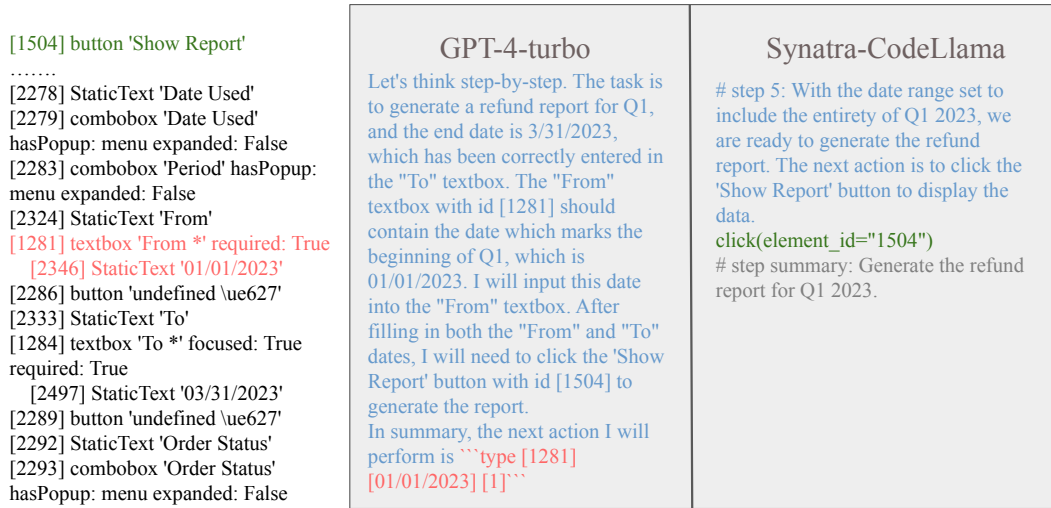 [1504] button 'Show Report'
.......
[2278] StaticText 'Date Used'
[2279] combobox 'Date Used'
hasPopup: menu expanded: False
[2283] combobox 'Period' hasPopup:
menu expanded: False
[2324] StaticText 'From'
[1281] textbox 'From *' required: True
[2346] StaticText '01/01/2023'
[2286] button 'undefined \ue627'
[2333] StaticText 'To'
[1284] textbox 'To *' focused: True
required: True
[2497] StaticText '03/31/2023'
[2289] button 'undefined \ue627'
[2292] StaticText 'Order Status'
[2293] combobox 'Order Status'
hasPopup: menu expanded: False
GPT-4-turbo
Let's think step-by-step. The task is
to generate a refund report for Q1,
and the end date is 3/31/2023,
which has been correctly entered in
the "To" textbox. The "From"
textbox with id [1281] should
contain the date which marks the
beginning of Q1, which is
01/01/2023. I will input this date
into the "From" textbox. After
filling in both the "From" and "To"
dates, I will need to click the 'Show
Report' button with id [1504] to
generate the report.
In summary, the next action I will
perform is ```type [1281]
[01/01/2023] [1]```
Synatra-CodeLlama
# step 5: With the date range set to
include the entirety of Q1 2023, we
are ready to generate the refund
report. The next action is to click the
'Show Report' button to display the
data.
click(element_id="1504")
# step summary: Generate the refund
report for Q1 2023.